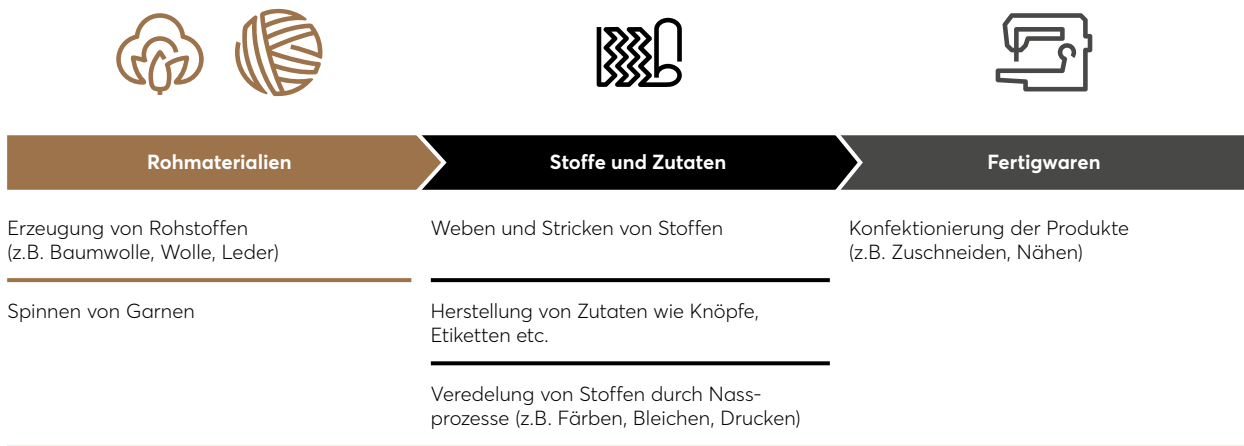 Rohmaterialien
Stoffe und Zutaten
Fertigwaren
Erzeugung von Rohstoffen
(z.B. Baumwolle, Wolle, Leder)
Spinnen von Garnen
Weben und Stricken von Stoffen
Herstellung von Zutaten wie Knöpfe,
Etiketten etc.
Veredelung von Stoffen durch Nass-
prozesse (z.B. Färben, Bleichen, Drucken)
Konfektionierung der Produkte
(z.B. Zuschneiden, Nähen)